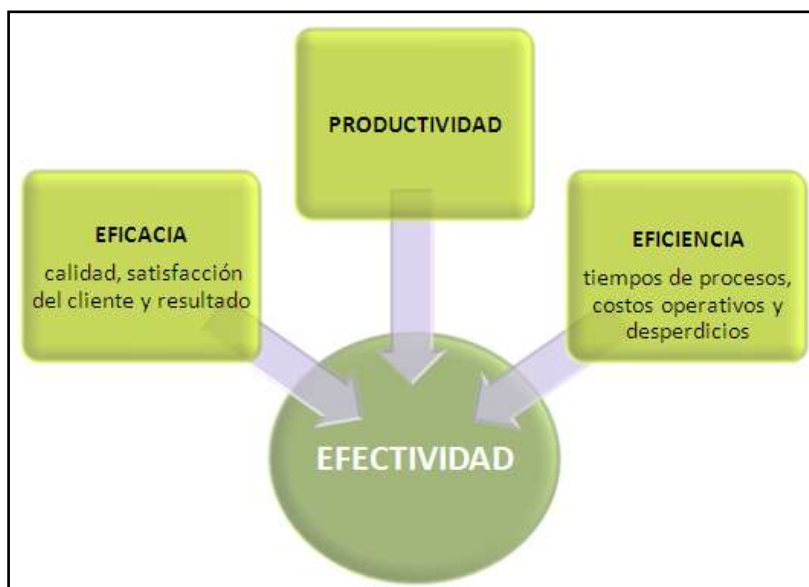 PRODUCTIVIDAD
EFICACIA
calidad, satisfacción
del cliente y resultado
EFICIENCIA
tiempos de procesos,
costos operativos y
desperdicios
EFECTIVIDAD